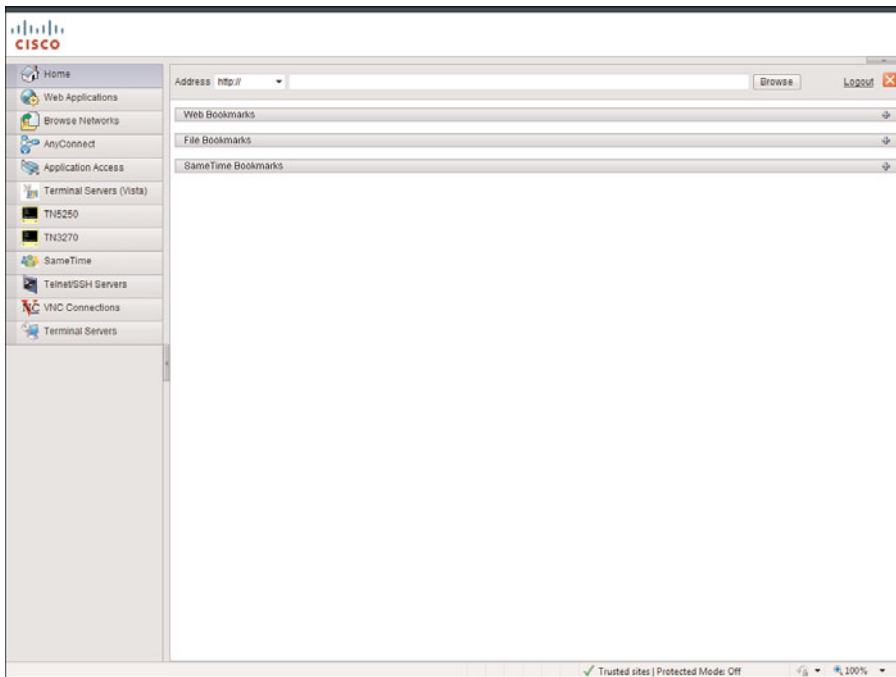 CISCO
Home
Web Applications
Browse Networks
AnyConnect
Application Access
Terminal Servers (Vista)
TN5250
TN3270
SameTime
Telnet/SSH Servers
VNC Connections
Terminal Servers
Address http:// Browse Logout
Web Bookmarks
File Bookmarks
SameTime Bookmarks
Trusted sites | Protected Mode: Off 100%